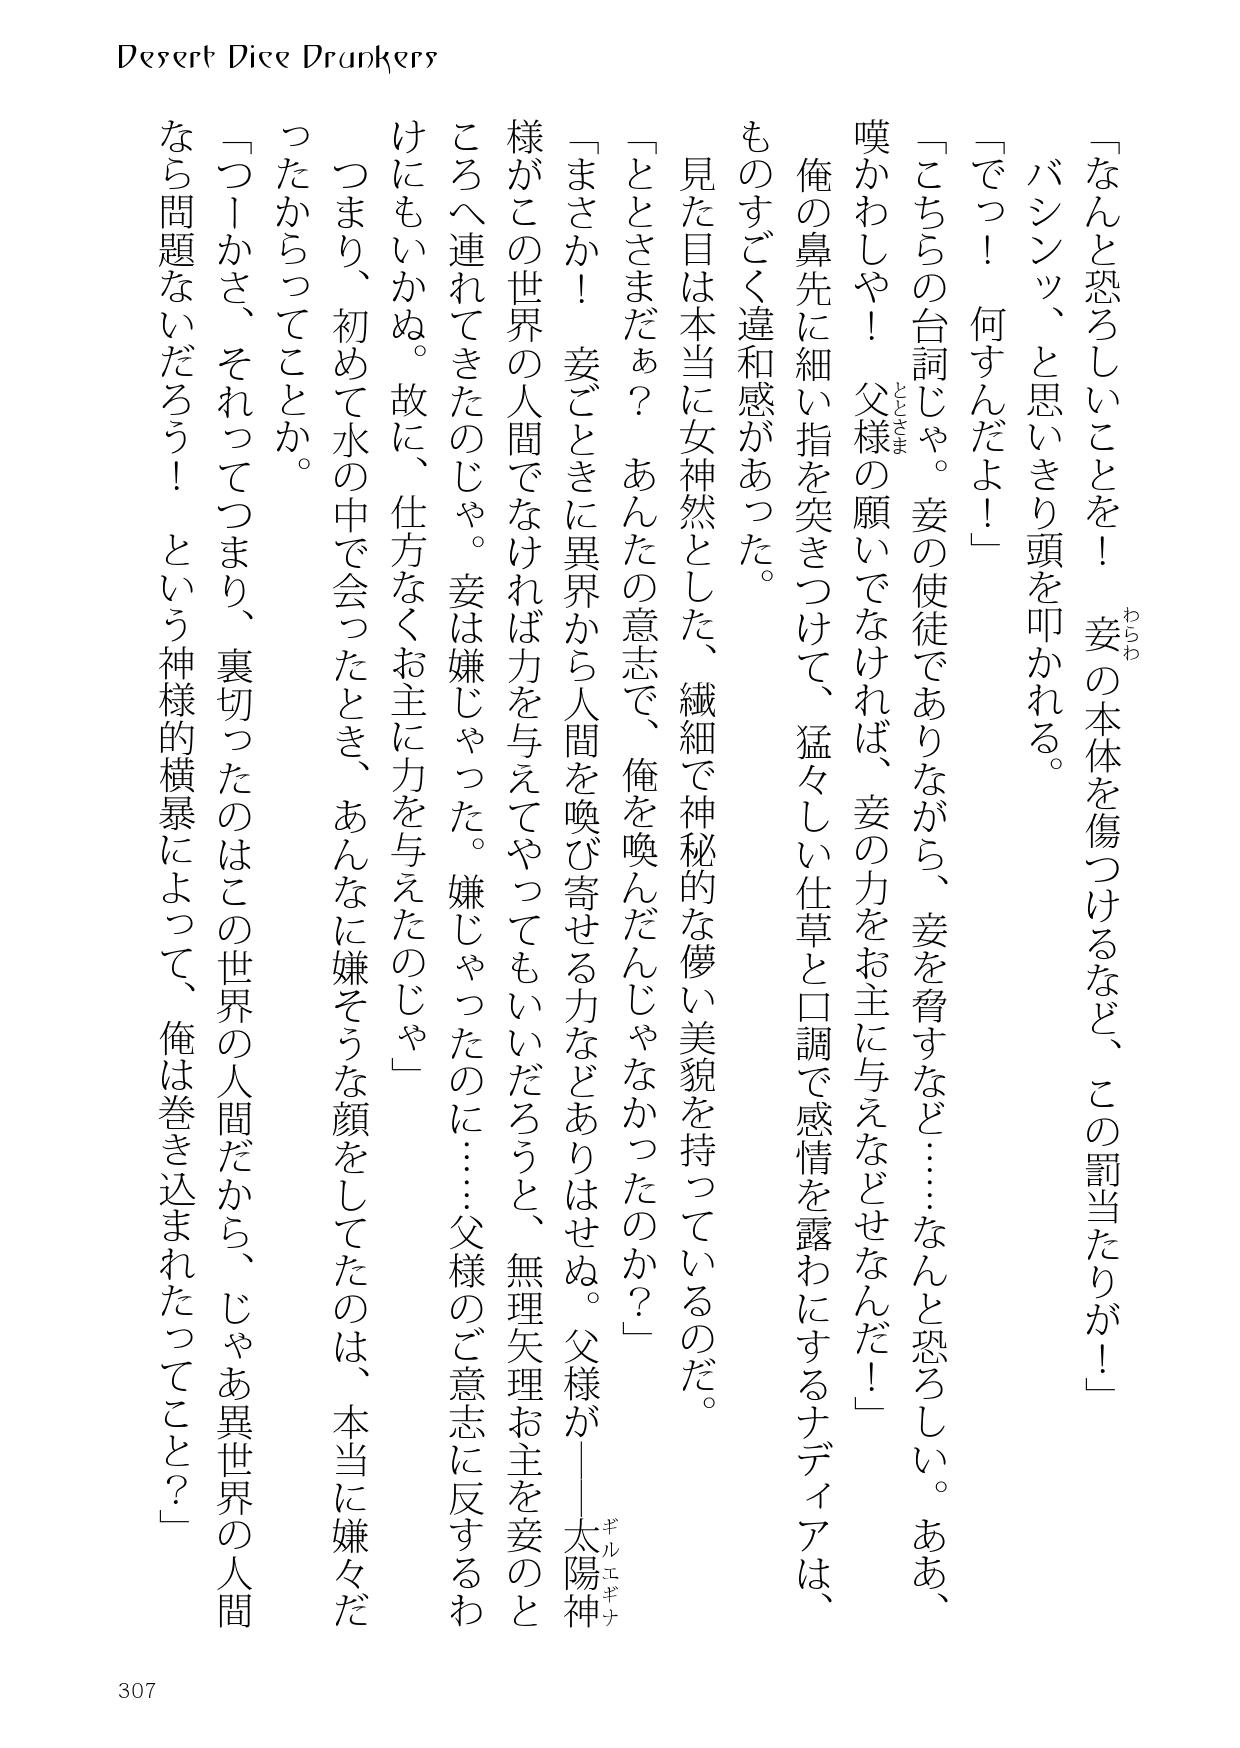 Desert Dice Drunkers
「なんと恐ろしいことを！　妾の本体を傷つけるなど、この罰当たりが！」
わらわ
バシンッ、と思いきり頭を叩かれる。
「でっ！　何すんだよ！」
「こちらの台詞じゃ。妾の使徒でありながら、妾を脅すなど……なんと恐ろしい。ああ、
嘆かわしや！　父様の願いでなければ、妾の力をお主に与えなどせなんだ！」
ととさま
俺の鼻先に細い指を突きつけて、猛々しい仕草と口調で感情を露わにするナディアは、
ものすごく違和感があった。
見た目は本当に女神然とした、繊細で神秘的な儚い美貌を持っているのだ。
「ととさまだぁ？　あんたの意志で、俺を喚んだんじゃなかったのか？」
「まさか！　妾ごときに異界から人間を喚び寄せる力などありはせぬ。父様が――太陽神
ギルエギナ
様がこの世界の人間でなければ力を与えてやってもいいだろうと、無理矢理お主を妾のと
ころへ連れてきたのじゃ。妾は嫌じゃった。嫌じゃったのに……父様のご意志に反するわ
けにもいかぬ。故に、仕方なくお主に力を与えたのじゃ」
つまり、初めて水の中で会ったとき、あんなに嫌そうな顔をしてたのは、本当に嫌々だ
ったからってことか。
「つーかさ、それってつまり、裏切ったのはこの世界の人間だから、じゃあ異世界の人間
なら問題ないだろう！　という神様的横暴によって、俺は巻き込まれたってこと？」
307